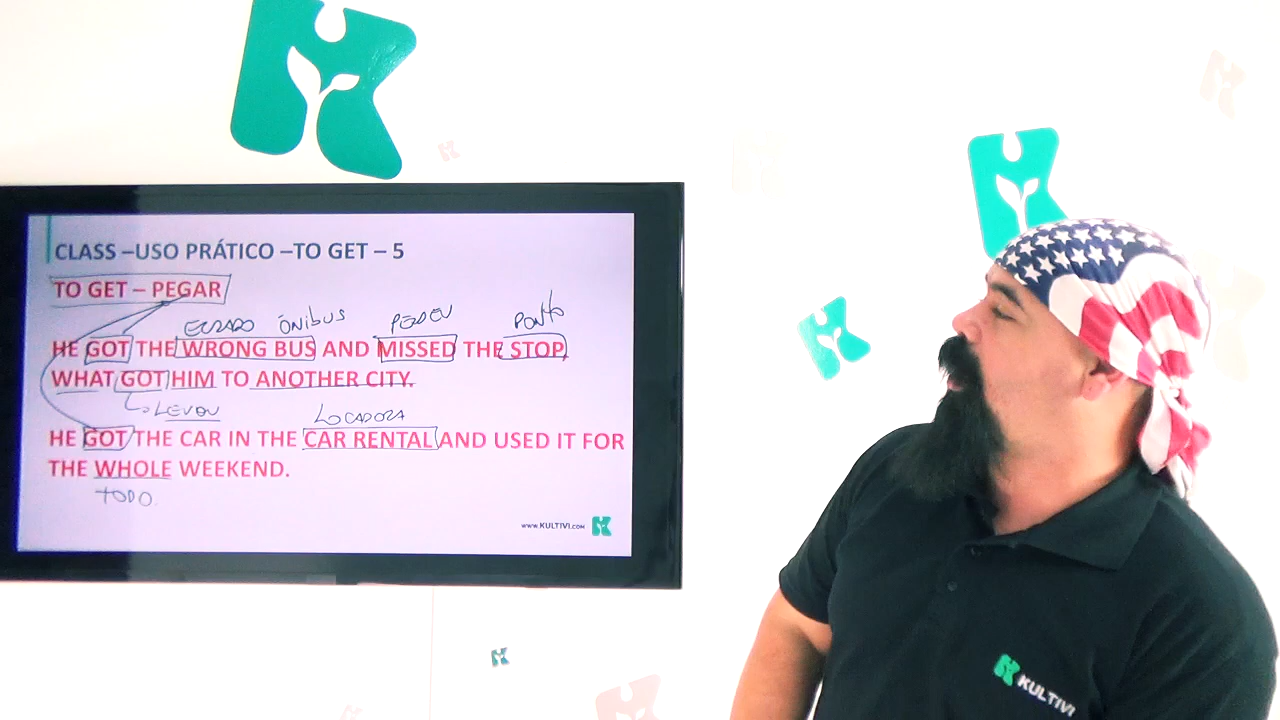 CLASS –USO PRÁTICO –TO GET – 5
TO GET – PEGAR
ERRADO ÔNIBUS PERDEU PONTO
HE GOT THE WRONG BUS AND MISSED THE STOP,
WHAT GOT HIM TO ANOTHER CITY.
LEVOU LOCADORA
HE GOT THE CAR IN THE CAR RENTAL AND USED IT FOR
THE WHOLE WEEKEND.
TODO.
WWW.KULTIVI.COM
KULTIVI